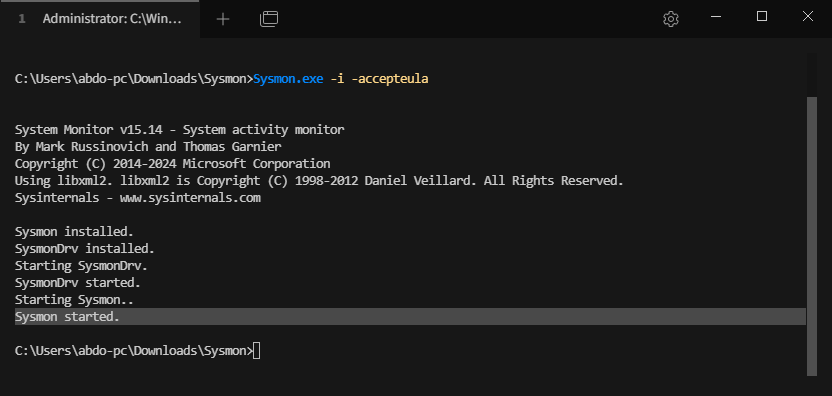 1 Administrator: C:\Win...
C:\Users\abdo-pc\Downloads\Sysmon>Sysmon.exe -i -accepteula
System Monitor v15.14 - System activity monitor
By Mark Russinovich and Thomas Garnier
Copyright (C) 2014-2024 Microsoft Corporation
Using libxml2. libxml2 is Copyright (C) 1998-2012 Daniel Veillard. All Rights Reserved.
Sysinternals - www.sysinternals.com
Sysmon installed.
SysmonDrv installed.
Starting SysmonDrv.
SysmonDrv started.
Starting Sysmon..
Sysmon started.
C:\Users\abdo-pc\Downloads\Sysmon>